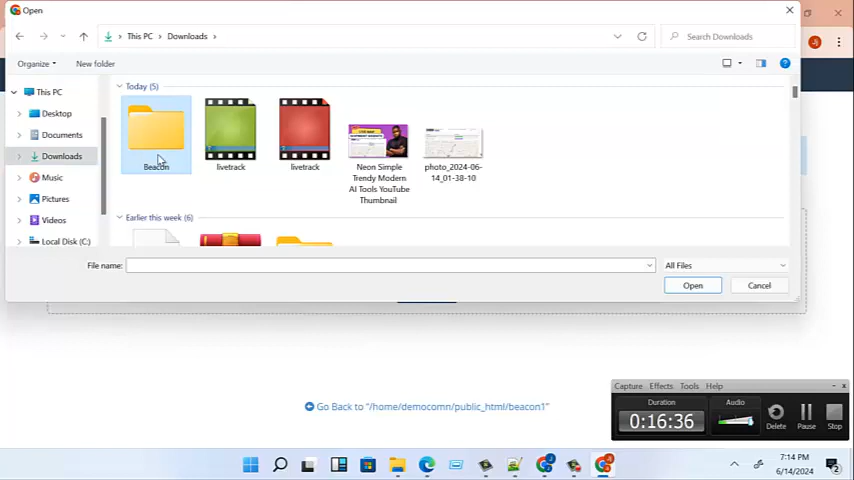 Open
This PC > Downloads >
Search Downloads
Organize
New folder
This PC
Desktop
Documents
Downloads
Music
Pictures
Videos
Local Disk (C:)
Today (5)
Beacon
livetrack
livetrack
Neon Simple
Trendy Modern
AI Tools YouTube
Thumbnail
photo_2024-06-
14_01-38-10
Earlier this week (6)
File name:
All Files
Open
Cancel
Go Back to "/home/democomn/public_html/beacon1"
Capture Effects Tools Help
Duration
Audio
0:16:36
Delete
Pause
Stop
7:14 PM
6/14/2024
2